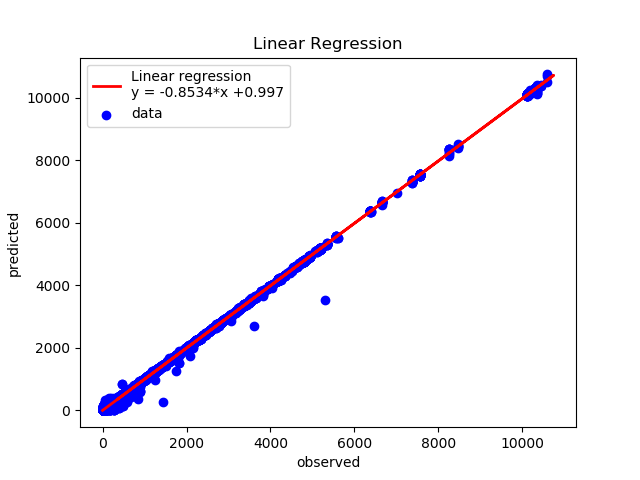 Linear Regression
Linear regression
y = -0.8534*x +0.997
data
10000
8000
6000
4000
2000
0
predicted
0 2000 4000 6000 8000 10000
observed